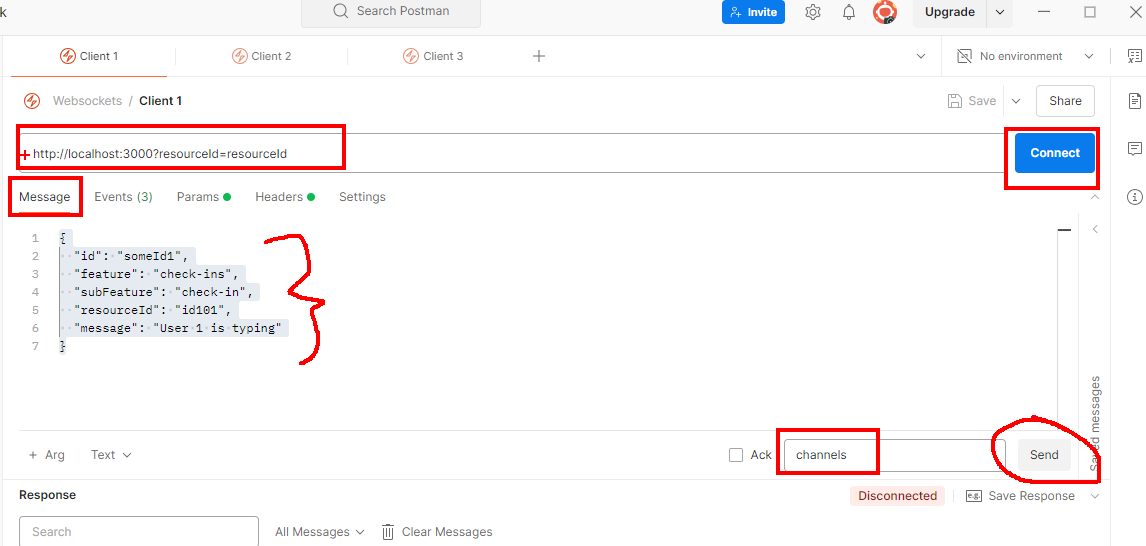 k
Search Postman
Invite
Upgrade
Client 1
Client 2
Client 3
No environment
Websockets / Client 1
Save
Share
http://localhost:3000?resourceId=resourceId
Connect
Message
Events (3)
Params
Headers
Settings
1 {
2 "id": "someId1",
3 "feature": "check-ins",
4 "subFeature": "check-in",
5 "resourceId": "id101",
6 "message": "User 1 is typing"
7 }
Saved messages
+ Arg
Text
Ack
channels
Send
Response
Disconnected
e.g. Save Response
Search
All Messages
Clear Messages